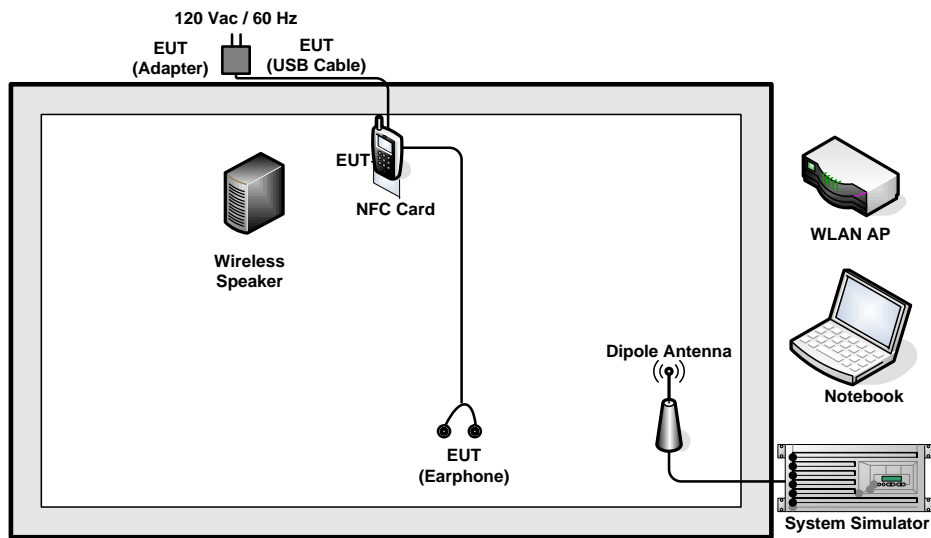 120 Vac / 60 Hz
EUT
(Adapter)
EUT
(USB Cable)
EUT
NFC Card
Wireless
Speaker
WLAN AP
Notebook
Dipole Antenna
EUT
(Earphone)
System Simulator